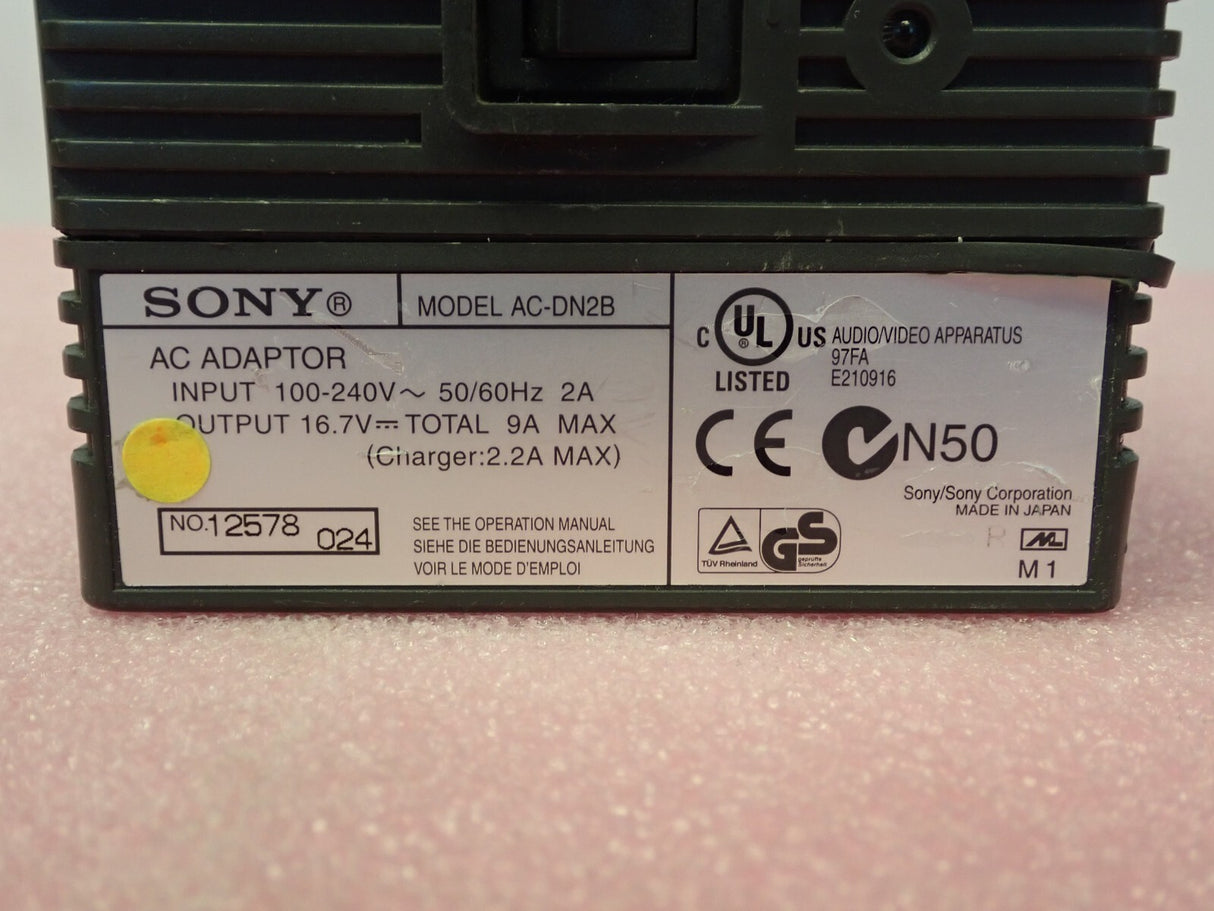 SONY®
MODEL AC-DN2B
AC ADAPTOR
INPUT 100-240V~ 50/60Hz 2A
OUTPUT 16.7V⎓ TOTAL 9A MAX
(Charger:2.2A MAX)
NO.12578 024
SEE THE OPERATION MANUAL
SIEHE DIE BEDIENUNGSANLEITUNG
VOIR LE MODE D'EMPLOI
C UL® US
LISTED
AUDIO/VIDEO APPARATUS
97FA
E210916
CE N50
Sony/Sony Corporation
MADE IN JAPAN
TÜV Rheinland
GS
geprüfte
Sicherheit
R
M 1